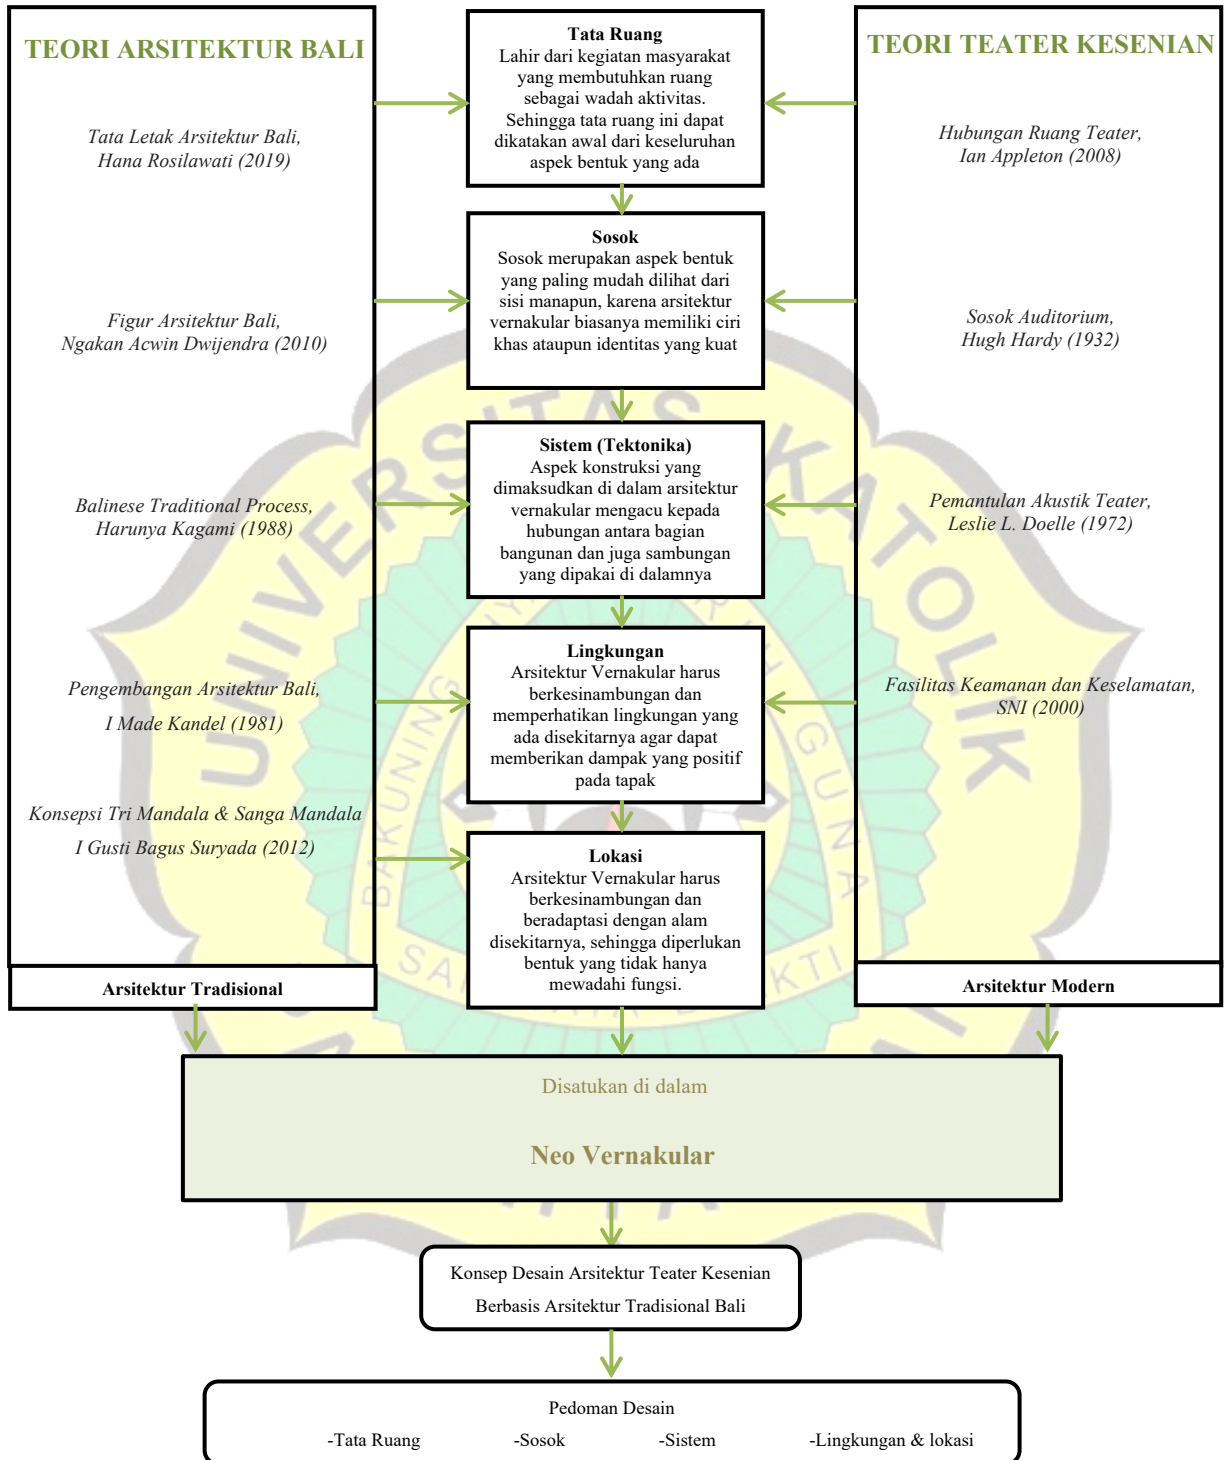 TEORI ARSITEKTUR BALI
Tata Letak Arsitektur Bali,
Hana Rosilawati (2019)
Figur Arsitektur Bali,
Ngakan Acwin Dwijendra (2010)
Balinese Traditional Process,
Harunya Kagami (1988)
Pengembangan Arsitektur Bali,
I Made Kandel (1981)
Konsepsi Tri Mandala & Sanga Mandala
I Gusti Bagus Suryada (2012)
Arsitektur Tradisional
Tata Ruang
Lahir dari kegiatan masyarakat
yang membutuhkan ruang
sebagai wadah aktivitas.
Sehingga tata ruang ini dapat
dikatakan awal dari keseluruhan
aspek bentuk yang ada
Sosok
Sosok merupakan aspek bentuk
yang paling mudah dilihat dari
sisi manapun, karena arsitektur
vernakular biasanya memiliki ciri
khas ataupun identitas yang kuat
Sistem (Tektonika)
Aspek konstruksi yang
dimaksudkan di dalam arsitektur
vernakular mengacu kepada
hubungan antara bagian
bangunan dan juga sambungan
yang dipakai di dalamnya
Lingkungan
Arsitektur Vernakular harus
berkesinambungan dan
memperhatikan lingkungan yang
ada disekitarnya agar dapat
memberikan dampak yang positif
pada tapak
Lokasi
Arsitektur Vernakular harus
berkesinambungan dan
beradaptasi dengan alam
disekitarnya, sehingga diperlukan
bentuk yang tidak hanya
mewadahi fungsi.
TEORI TEATER KESENIAN
Hubungan Ruang Teater,
Ian Appleton (2008)
Sosok Auditorium,
Hugh Hardy (1932)
Pemantulan Akustik Teater,
Leslie L. Doelle (1972)
Fasilitas Keamanan dan Keselamatan,
SNI (2000)
Arsitektur Modern
Disatukan di dalam
Neo Vernakular
Konsep Desain Arsitektur Teater Kesenian
Berbasis Arsitektur Tradisional Bali
Pedoman Desain
-Tata Ruang -Sosok -Sistem -Lingkungan & lokasi
UNIVERSITAS KATOLIK